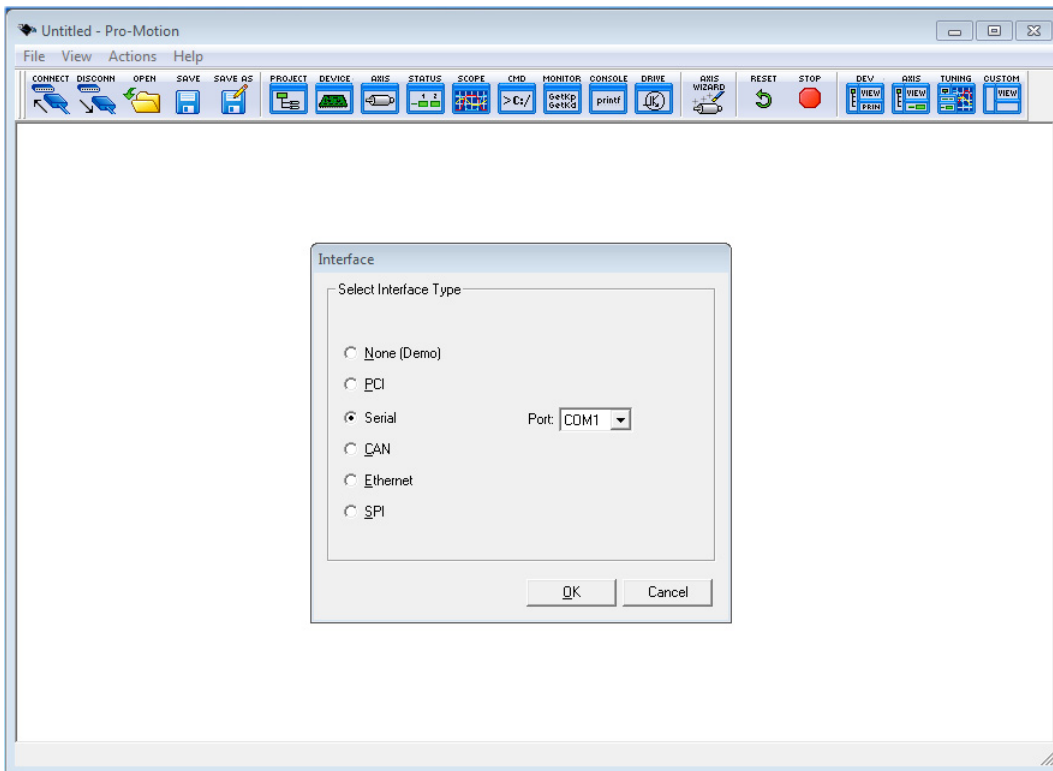 Untitled - Pro-Motion
File View Actions Help
CONNECT DISCONN OPEN SAVE SAVE AS PROJECT DEVICE AXIS STATUS SCOPE CMD MONITOR CONSOLE DRIVE AXIS WIZARD RESET STOP DEV AXIS TUNING CUSTOM
1 2 >C:/ GetKp GetKd printf VIEW PRIN VIEW VIEW
Interface
Select Interface Type
None (Demo)
PCI
Serial Port: COM1
CAN
Ethernet
SPI
OK Cancel